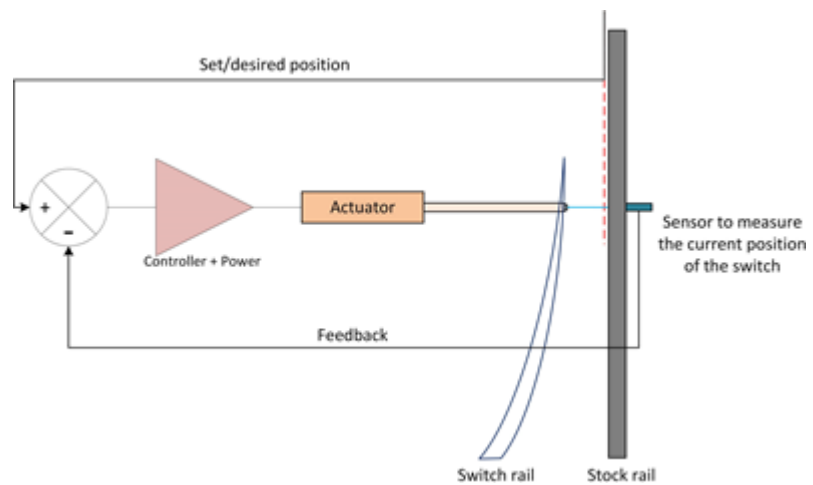 Set/desired position
+
Actuator
−
Sensor to measure
the current position
of the switch
Controller + Power
Feedback
Switch rail
Stock rail